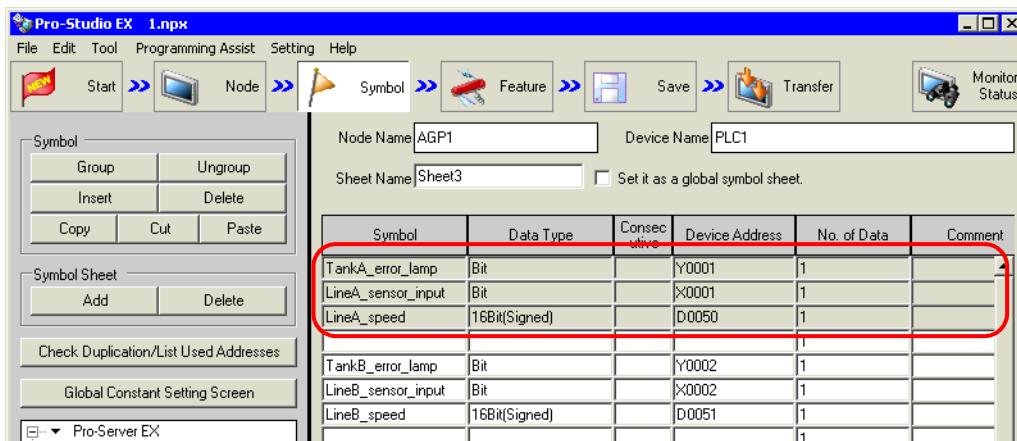 Pro-Studio EX 1.npx
File Edit Tool Programming Assist Setting Help
NEW Start Node Symbol Feature Save Transfer Monitor Status
Symbol
Group Ungroup
Insert Delete
Copy Cut Paste
Symbol Sheet
Add Delete
Check Duplication/List Used Addresses
Global Constant Setting Screen
Pro-Server EX
Node Name AGP1 Device Name PLC1
Sheet Name Sheet3 Set it as a global symbol sheet.
Symbol Data Type Consecutive Device Address No. of Data Comment
TankA_error_lamp Bit Y0001 1
LineA_sensor_input Bit X0001 1
LineA_speed 16Bit(Signed) D0050 1
1
TankB_error_lamp Bit Y0002 1
LineB_sensor_input Bit X0002 1
LineB_speed 16Bit(Signed) D0051 1
1